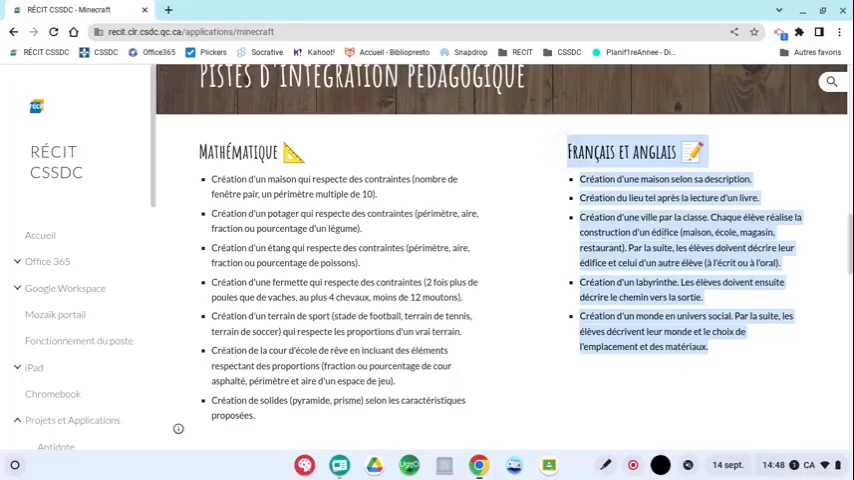 RÉCIT CSSDC - Minecraft
recit.clr.cssdc.qc.ca/applications/minecraft
RÉCIT CSSDC
CSSDC
Office365
Plickers
Socrative
Kahoot!
Accueil - Bibliopresto
Snapdrop
RECIT
CSSDC
Planif1reAnnee - Di...
Autres favoris
PISTES D'INTÉGRATION PÉDAGOGIQUE
récit
RÉCIT
CSSDC
Accueil
Office 365
Google Workspace
Mozaïk portail
Fonctionnement du poste
iPad
Chromebook
Projets et Applications
Antidote
MATHÉMATIQUE
Création d'un maison qui respecte des contraintes (nombre de
fenêtre pair, un périmètre multiple de 10).
Création d'un potager qui respecte des contraintes (périmètre, aire,
fraction ou pourcentage d'un légume).
Création d'un étang qui respecte des contraintes (périmètre, aire,
fraction ou pourcentage de poissons).
Création d'une fermette qui respect des contraintes (2 fois plus de
poules que de vaches, au plus 4 chevaux, moins de 12 moutons).
Création d'un terrain de sport (stade de football, terrain de tennis,
terrain de soccer) qui respecte les proportions d'un vrai terrain.
Création de la cour d'école de rêve en incluant des éléments
respectant des proportions (fraction ou pourcentage de cour
asphalté, périmètre et aire d'un espace de jeu).
Création de solides (pyramide, prisme) selon les caractéristiques
proposées.
FRANÇAIS ET ANGLAIS
Création d'une maison selon sa description.
Création du lieu tel après la lecture d'un livre.
Création d'une ville par la classe. Chaque élève réalise la
construction d'un édifice (maison, école, magasin,
restaurant). Par la suite, les élèves doivent décrire leur
édifice et celui d'un autre élève (à l'écrit ou à l'oral).
Création d'un labyrinthe. Les élèves doivent ensuite
décrire le chemin vers la sortie.
Création d'un monde en univers social. Par la suite, les
élèves décrivent leur monde et le choix de
l'emplacement et des matériaux.
14 sept.
14:48
1
CA